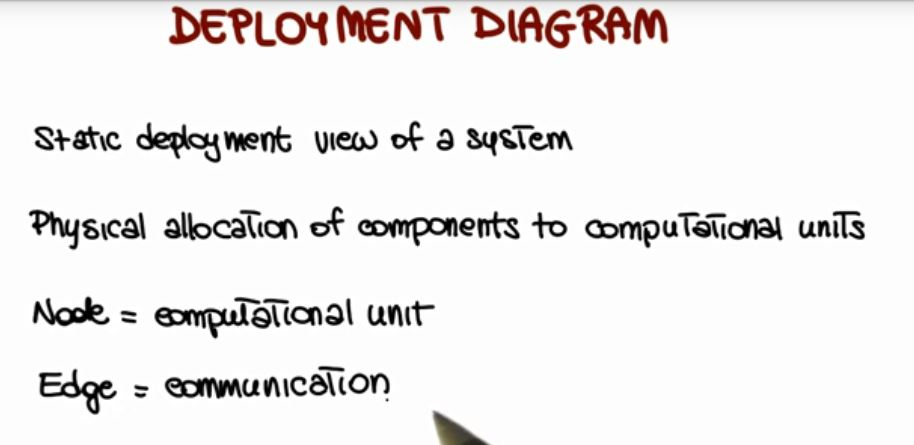 DEPLOYMENT DIAGRAM
Static deployment view of a system
Physical allocation of components to computational units
Node = computational unit
Edge = communication